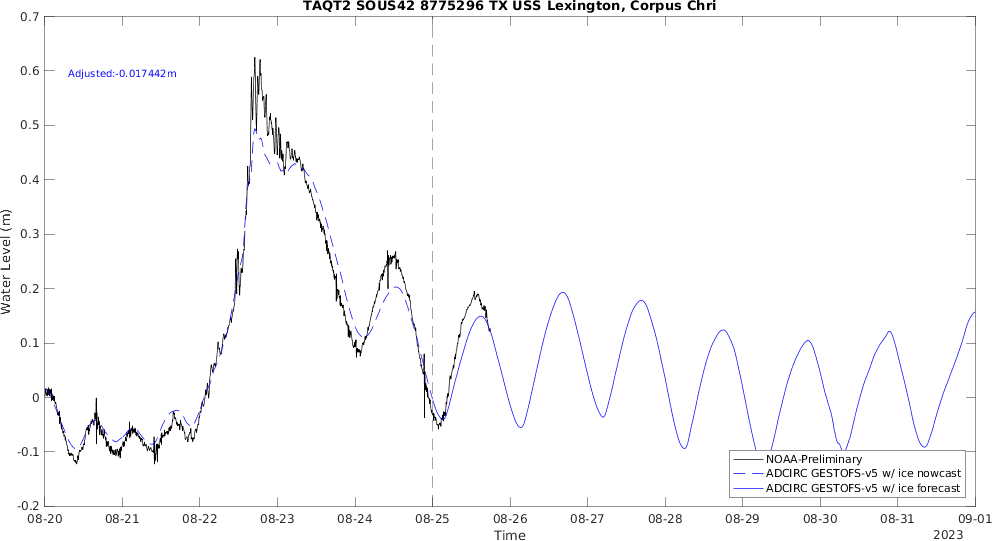 TAQT2 SOUS42 8775296 TX USS Lexington, Corpus Chri
0.7
0.6
0.5
0.4
0.3
0.2
0.1
0
-0.1
-0.2
Water Level (m)
Adjusted:-0.017442m
NOAA-Preliminary
ADCIRC GESTOFS-v5 w/ ice nowcast
ADCIRC GESTOFS-v5 w/ ice forecast
08-20 08-21 08-22 08-23 08-24 08-25 08-26 08-27 08-28 08-29 08-30 08-31 09-01
Time
2023